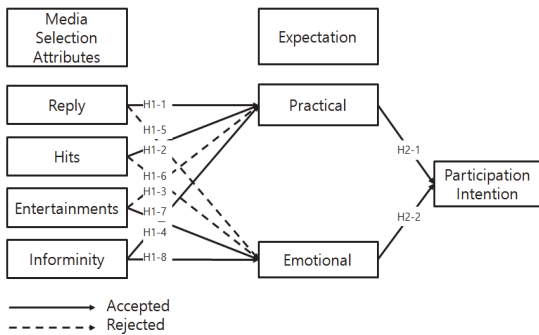 Media
Selection
Attributes
Expectation
Reply
Hits
Entertainments
Informinity
H1-1
H1-5
H1-2
H1-6
H1-3
H1-7
H1-4
H1-8
Practical
Emotional
H2-1
H2-2
Participation
Intention
Accepted
Rejected